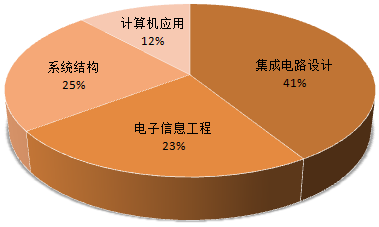 计算机应用
12%
集成电路设计
41%
系统结构
25%
电子信息工程
23%